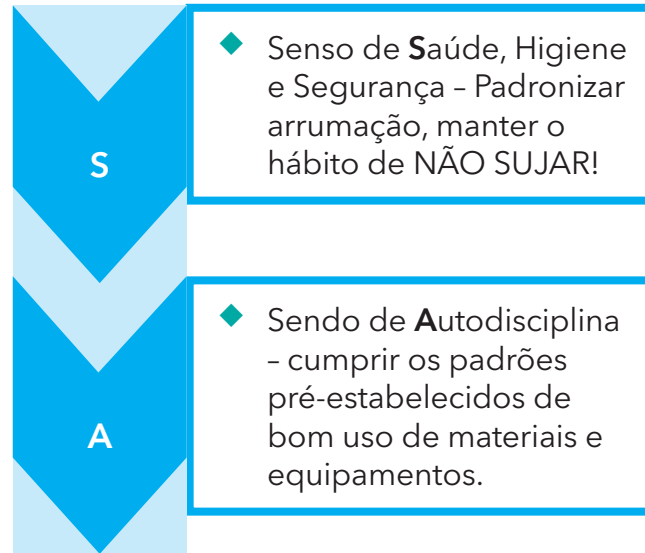 S
◆ Senso de Saúde, Higiene
e Segurança – Padronizar
arrumação, manter o
hábito de NÃO SUJAR!
A
◆ Sendo de Autodisciplina
– cumprir os padrões
pré-estabelecidos de
bom uso de materiais e
equipamentos.